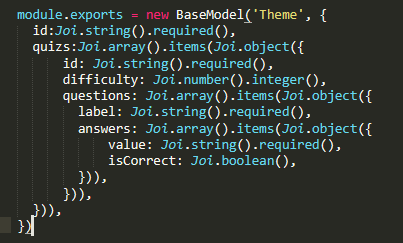 module.exports = new BaseModel('Theme', {
  id:Joi.string().required(),
  quizs:Joi.array().items(Joi.object({
      id: Joi.string().required(),
      difficulty: Joi.number().integer(),
      questions: Joi.array().items(Joi.object({
        label: Joi.string().required(),
        answers: Joi.array().items(Joi.object({
            value: Joi.string().required(),
            isCorrect: Joi.boolean(),
        })),
      })),
  })),
})